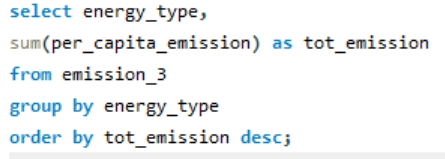 select energy_type,
sum(per_capita_emission) as tot_emission
from emission_3
group by energy_type
order by tot_emission desc;